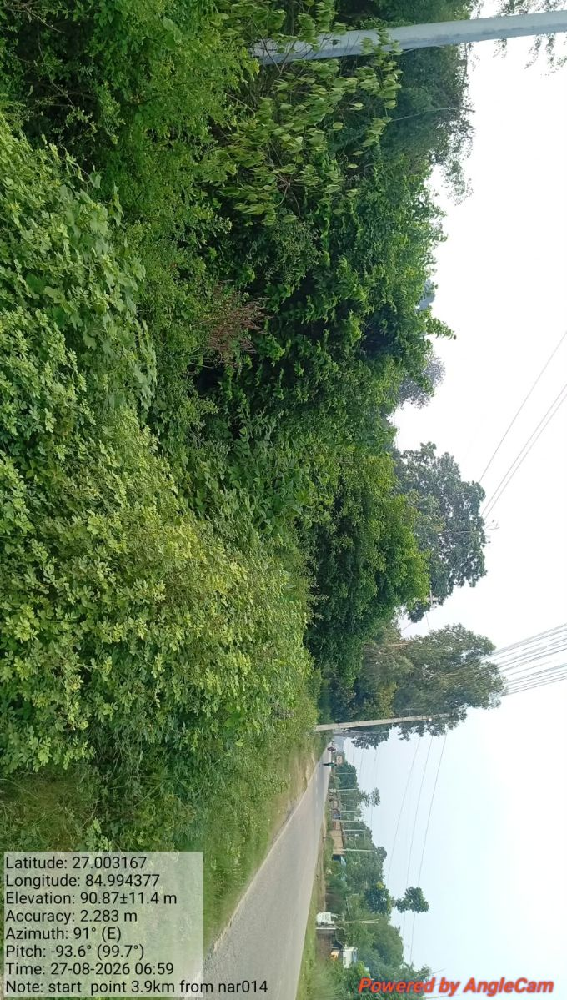 Latitude: 27.003167
Longitude: 84.994377
Elevation: 90.87±11.4 m
Accuracy: 2.283 m
Azimuth: 91° (E)
Pitch: -93.6° (99.7°)
Time: 27-08-2026 06:59
Note: start point 3.9km from nar014
Powered by AngleCam